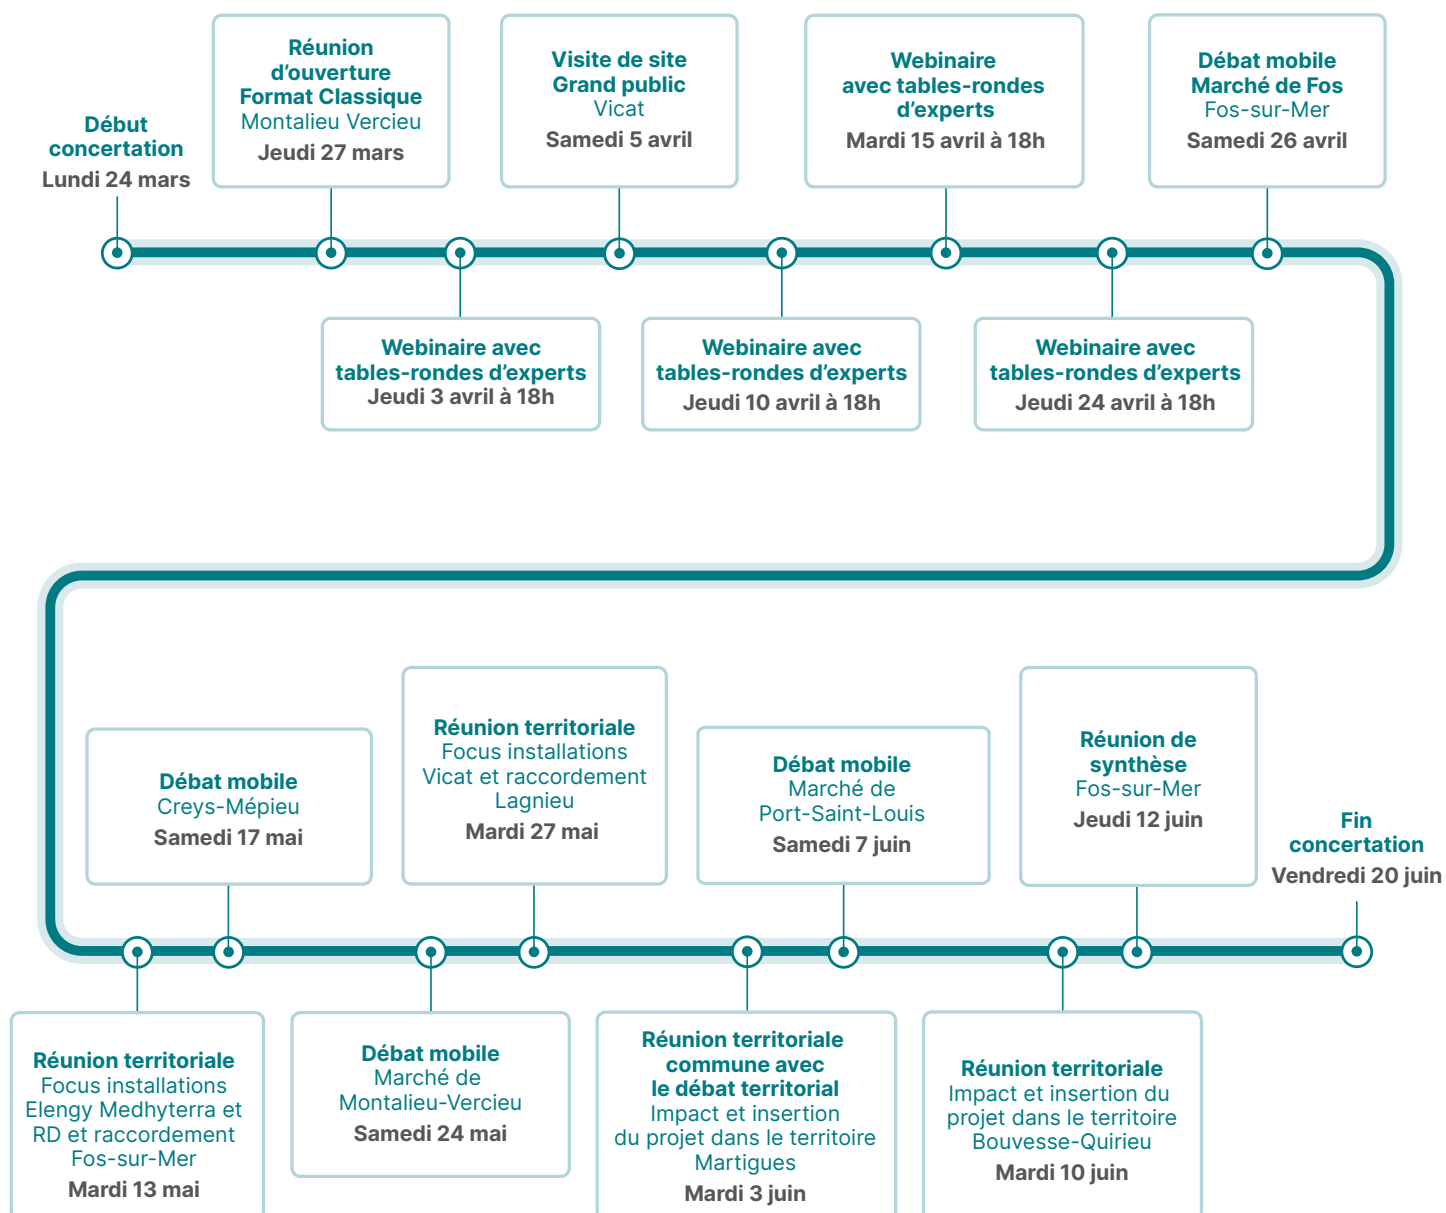 Début
concertation
Lundi 24 mars
Réunion
d'ouverture
Format Classique
Montalieu Vercieu
Jeudi 27 mars
Webinaire avec
tables-rondes d'experts
Jeudi 3 avril à 18h
Visite de site
Grand public
Vicat
Samedi 5 avril
Webinaire avec
tables-rondes d'experts
Jeudi 10 avril à 18h
Webinaire
avec tables-rondes
d'experts
Mardi 15 avril à 18h
Webinaire avec
tables-rondes d'experts
Jeudi 24 avril à 18h
Débat mobile
Marché de Fos
Fos-sur-Mer
Samedi 26 avril
Réunion territoriale
Focus installations
Elengy Medhyterra et
RD et raccordement
Fos-sur-Mer
Mardi 13 mai
Débat mobile
Creys-Mépieu
Samedi 17 mai
Débat mobile
Marché de
Montalieu-Vercieu
Samedi 24 mai
Réunion territoriale
Focus installations
Vicat et raccordement
Lagnieu
Mardi 27 mai
Réunion territoriale
commune avec
le débat territorial
Impact et insertion
du projet dans le territoire
Martigues
Mardi 3 juin
Débat mobile
Marché de
Port-Saint-Louis
Samedi 7 juin
Réunion territoriale
Impact et insertion du
projet dans le territoire
Bouvesse-Quirieu
Mardi 10 juin
Réunion de
synthèse
Fos-sur-Mer
Jeudi 12 juin
Fin
concertation
Vendredi 20 juin